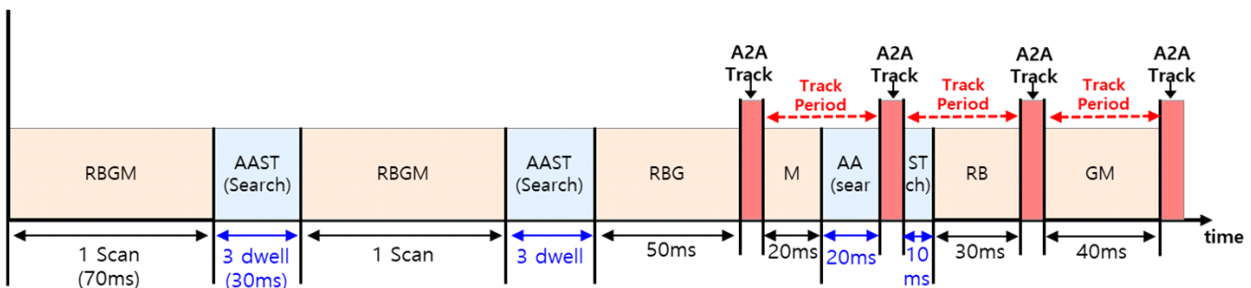 A2A
Track
A2A
Track
A2A
Track
A2A
Track
Track
Period
Track
Period
Track
Period
RBGM
AAST
(Search)
RBGM
AAST
(Search)
RBG
M
AA
(sear
ST
ch)
RB
GM
1 Scan
(70ms)
3 dwell
(30ms)
1 Scan
3 dwell
50ms
20ms
20ms
10
ms
30ms
40ms
time